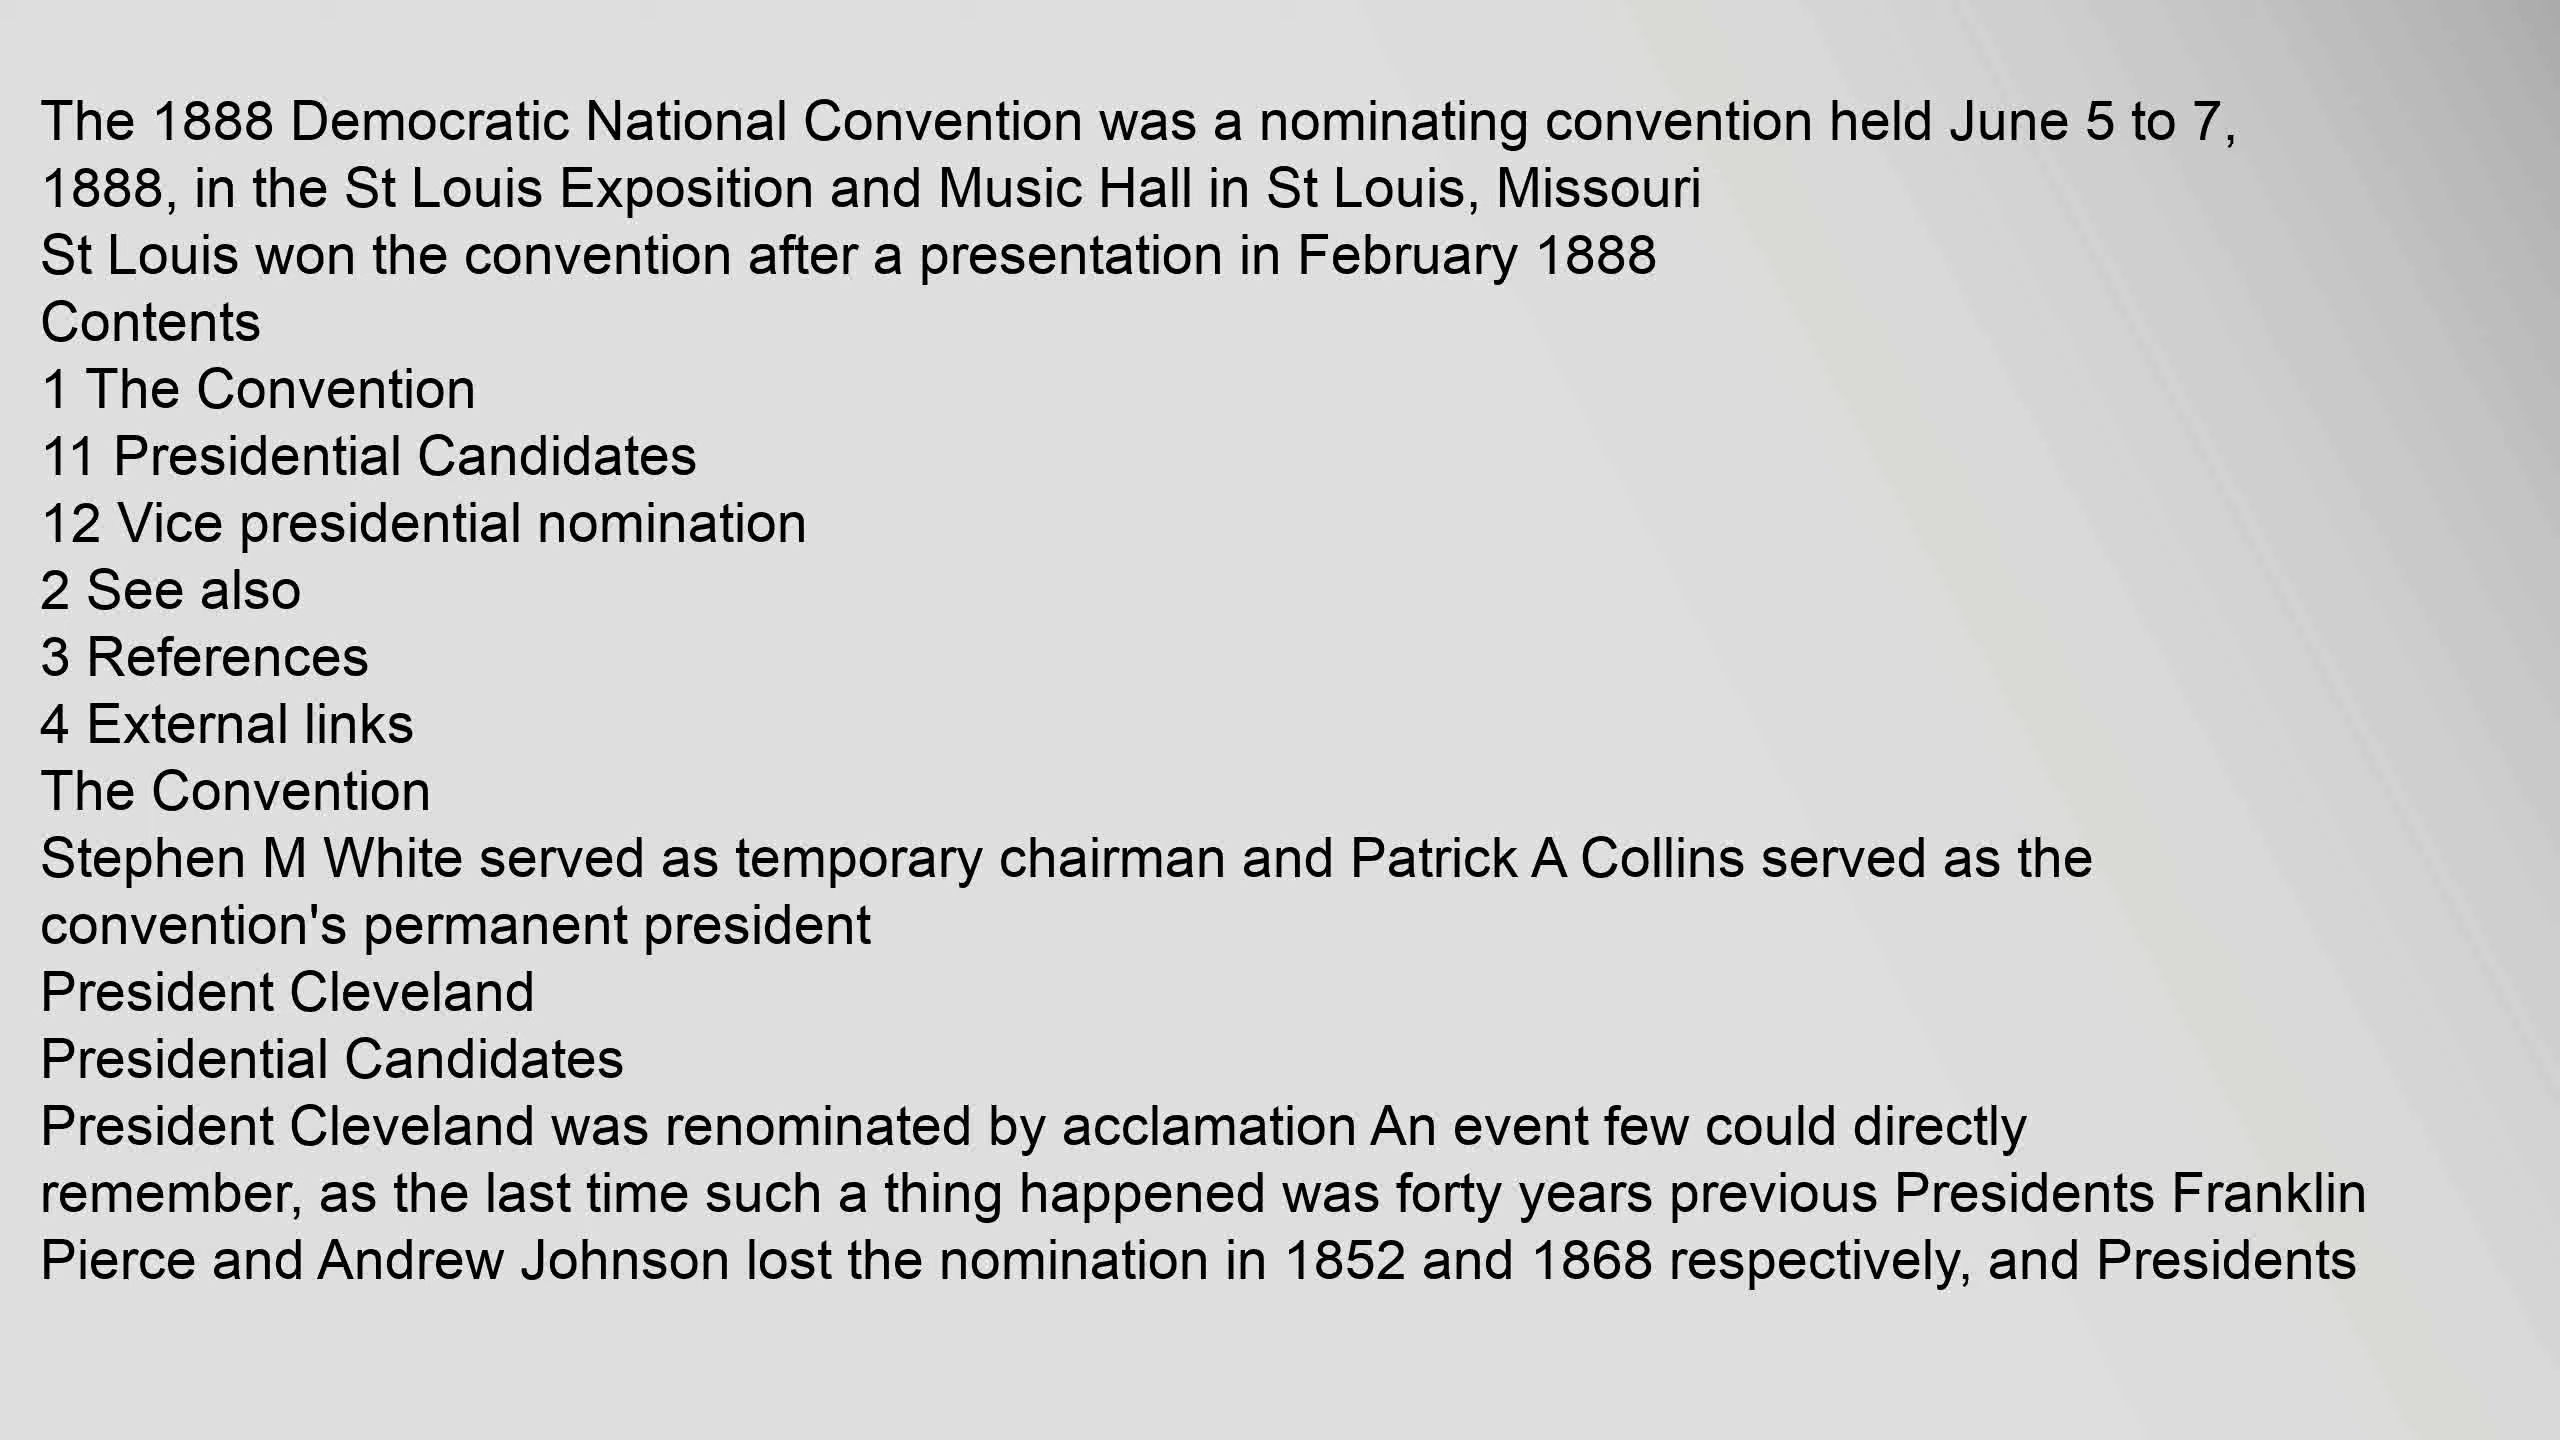 The 1888 Democratic National Convention was a nominating convention held June 5 to 7,
1888, in the St Louis Exposition and Music Hall in St Louis, Missouri
St Louis won the convention after a presentation in February 1888
Contents
1 The Convention
11 Presidential Candidates
12 Vice presidential nomination
2 See also
3 References
4 External links
The Convention
Stephen M White served as temporary chairman and Patrick A Collins served as the
convention's permanent president
President Cleveland
Presidential Candidates
President Cleveland was renominated by acclamation An event few could directly
remember, as the last time such a thing happened was forty years previous Presidents Franklin
Pierce and Andrew Johnson lost the nomination in 1852 and 1868 respectively, and Presidents